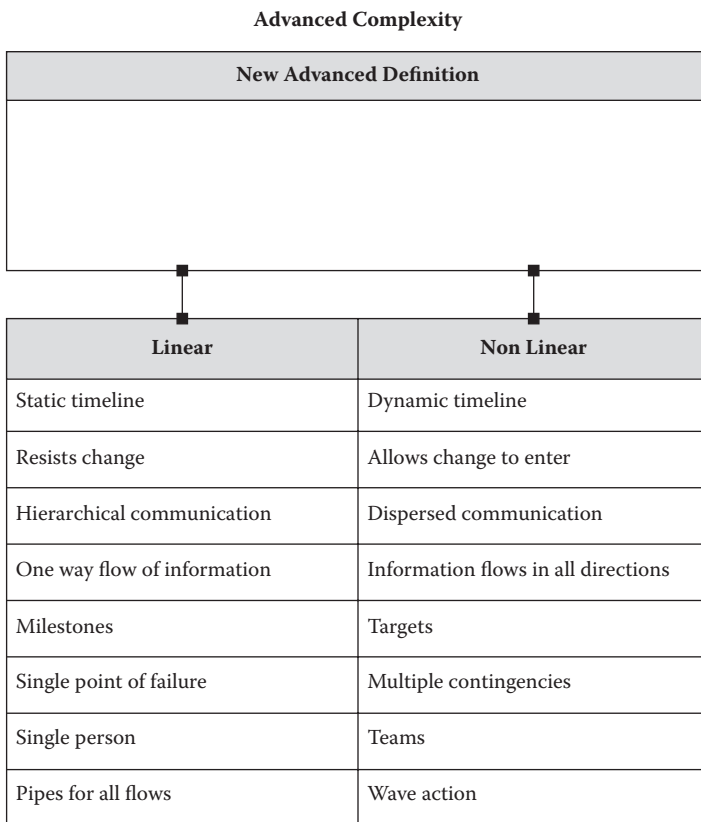 Advanced Complexity
New Advanced Definition
Linear
Non Linear
Static timeline
Dynamic timeline
Resists change
Allows change to enter
Hierarchical communication
Dispersed communication
One way flow of information
Information flows in all directions
Milestones
Targets
Single point of failure
Multiple contingencies
Single person
Teams
Pipes for all flows
Wave action